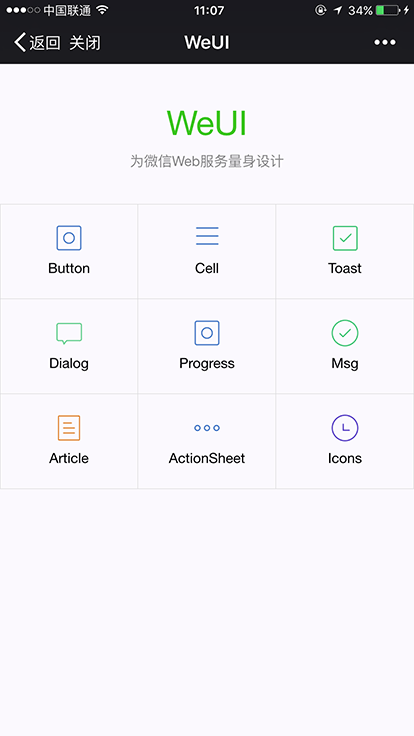 中国联通 11:07 34%
返回 关闭 WeUI
WeUI
为微信Web服务量身设计
Button Cell Toast
Dialog Progress Msg
Article ActionSheet Icons